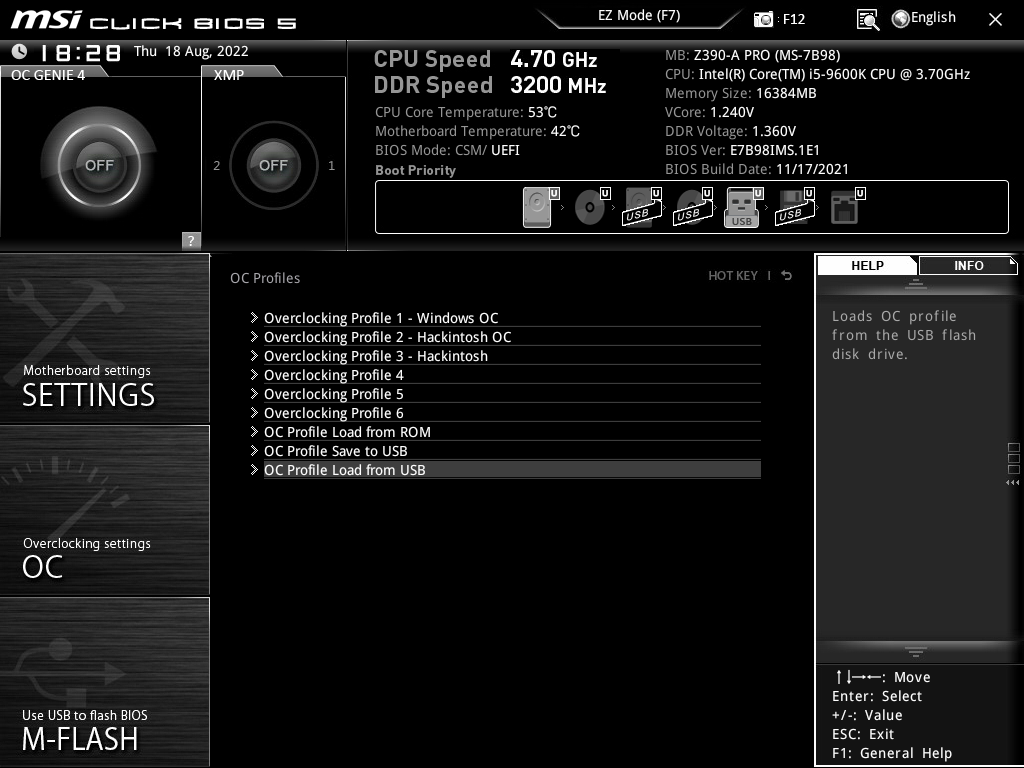 msi CLICK BIOS 5
EZ Mode (F7)
: F12
English
18:28 Thu 18 Aug, 2022
OC GENIE 4
XMP
OFF
2 OFF 1
?
CPU Speed 4.70 GHz
DDR Speed 3200 MHz
CPU Core Temperature: 53℃
Motherboard Temperature: 42℃
BIOS Mode: CSM/ UEFI
Boot Priority
MB: Z390-A PRO (MS-7B98)
CPU: Intel(R) Core(TM) i5-9600K CPU @ 3.70GHz
Memory Size: 16384MB
VCore: 1.240V
DDR Voltage: 1.360V
BIOS Ver: E7B98IMS.1E1
BIOS Build Date: 11/17/2021
U U U U U U U
USB USB USB USB
Motherboard settings
SETTINGS
Overclocking settings
OC
Use USB to flash BIOS
M-FLASH
OC Profiles
HOT KEY |
Overclocking Profile 1 - Windows OC
Overclocking Profile 2 - Hackintosh OC
Overclocking Profile 3 - Hackintosh
Overclocking Profile 4
Overclocking Profile 5
Overclocking Profile 6
OC Profile Load from ROM
OC Profile Save to USB
OC Profile Load from USB
HELP
INFO
Loads OC profile
from the USB flash
disk drive.
↑↓→←: Move
Enter: Select
+/-: Value
ESC: Exit
F1: General Help